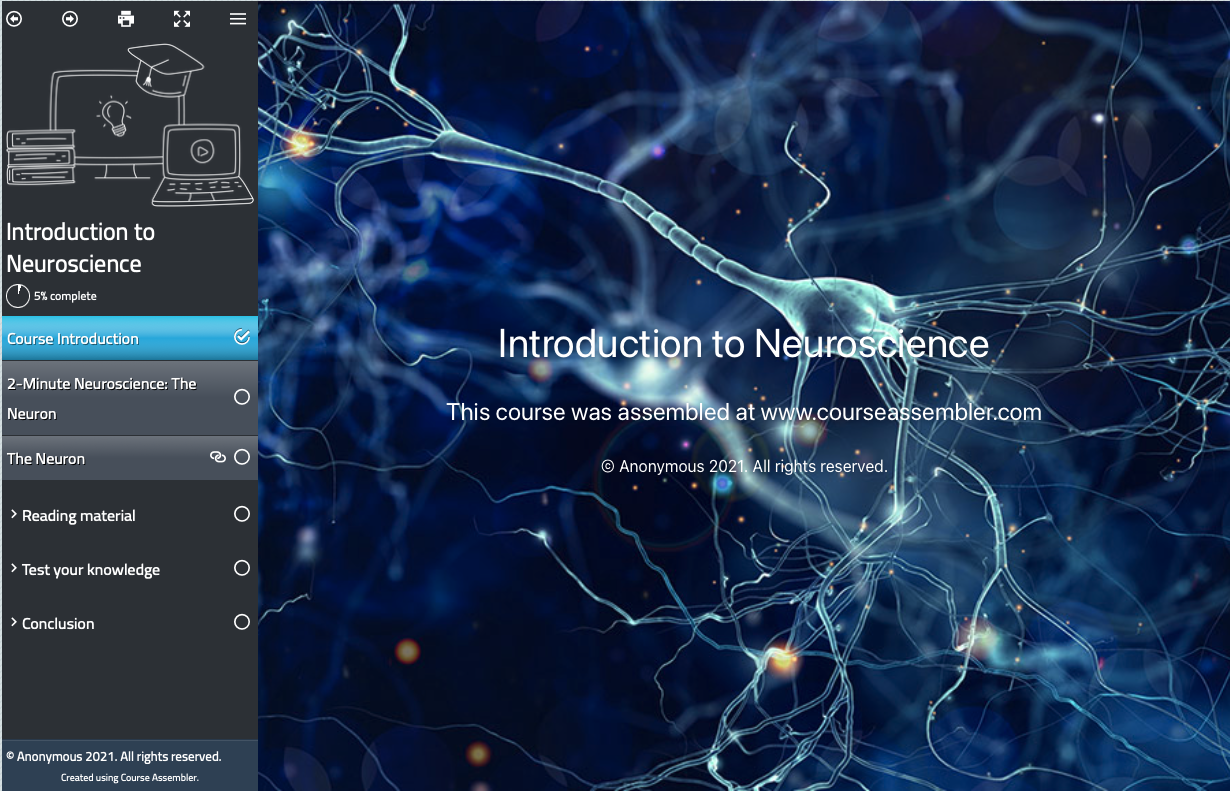 Introduction to
Neuroscience
5% complete
Course Introduction
2-Minute Neuroscience: The
Neuron
The Neuron
Reading material
Test your knowledge
Conclusion
© Anonymous 2021. All rights reserved.
Created using Course Assembler.
Introduction to Neuroscience
This course was assembled at www.courseassembler.com
© Anonymous 2021. All rights reserved.